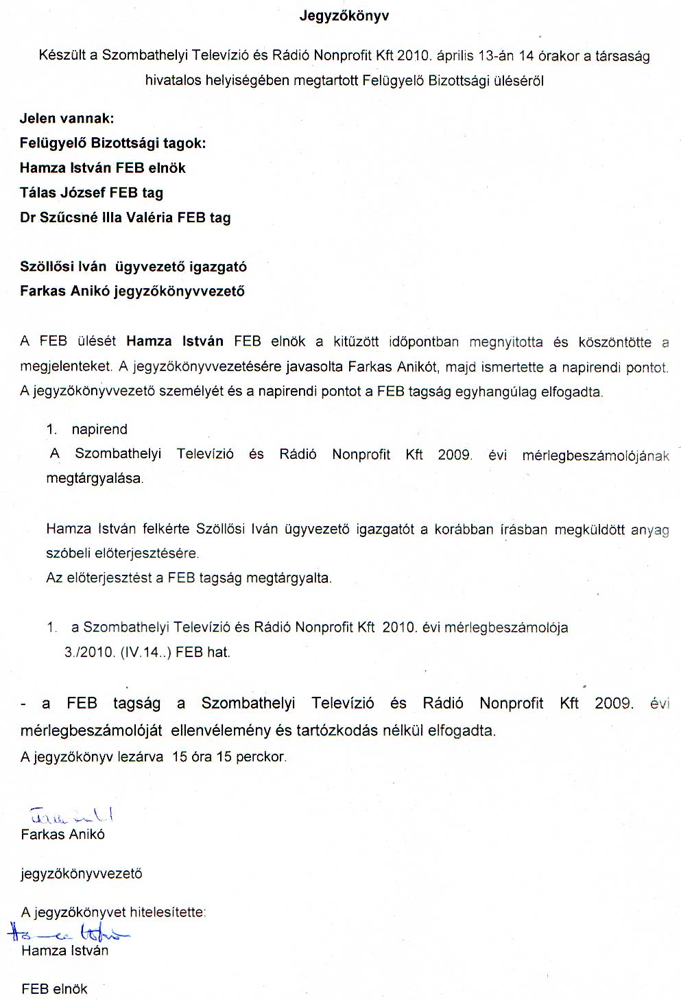 Jegyzőkönyv
Készült a Szombathelyi Televízió és Rádió Nonprofit Kft 2010. április 13-án 14 órakor a társaság
hivatalos helyiségében megtartott Felügyelő Bizottsági üléséről
Jelen vannak:
Felügyelő Bizottsági tagok:
Hamza István FEB elnök
Tálas József FEB tag
Dr Szűcsné Illa Valéria FEB tag
Szöllősi Iván ügyvezető igazgató
Farkas Anikó jegyzőkönyvvezető
A FEB ülését Hamza István FEB elnök a kitűzött időpontban megnyitotta és köszöntötte a
megjelenteket. A jegyzőkönyvvezetésére javasolta Farkas Anikót, majd ismertette a napirendi pontot.
A jegyzőkönyvvezető személyét és a napirendi pontot a FEB tagság egyhangúlag elfogadta.
1. napirend
A Szombathelyi Televízió és Rádió Nonprofit Kft 2009. évi mérlegbeszámolójának
megtárgyalása.
Hamza István felkérte Szöllősi Iván ügyvezető igazgatót a korábban írásban megküldött anyag
szóbeli előterjesztésére.
Az előterjesztést a FEB tagság megtárgyalta.
1. a Szombathelyi Televízió és Rádió Nonprofit Kft 2010. évi mérlegbeszámolója
3./2010. (IV.14..) FEB hat.
- a FEB tagság a Szombathelyi Televízió és Rádió Nonprofit Kft 2009. évi
mérlegbeszámolóját ellenvélemény és tartózkodás nélkül elfogadta.
A jegyzőkönyv lezárva 15 óra 15 perckor.
Farkas Anikó
jegyzőkönyvvezető
A jegyzőkönyvet hitelesítette:
Hamza István
FEB elnök